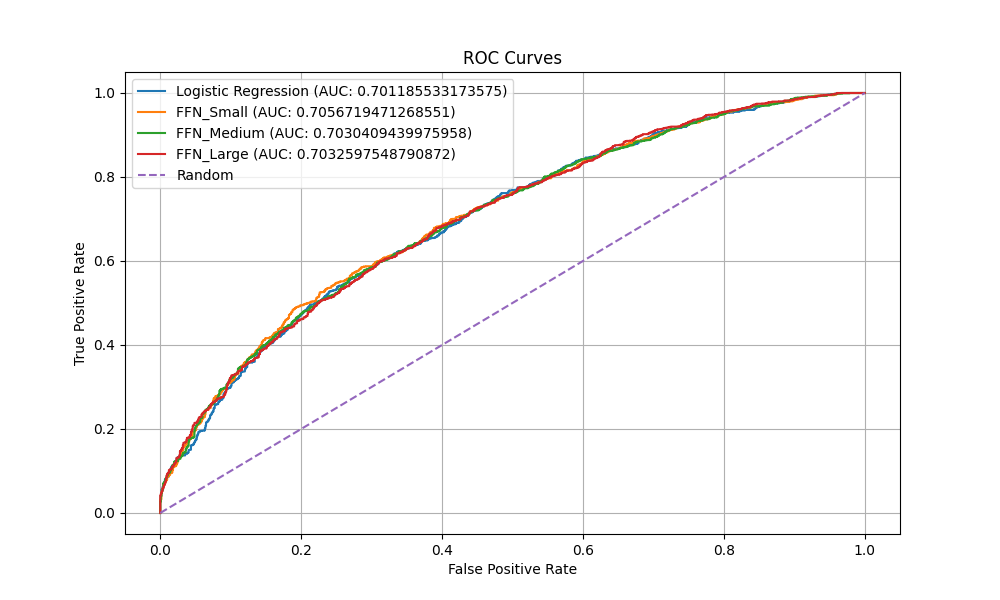 ROC Curves
Logistic Regression (AUC: 0.701185533173575)
FFN_Small (AUC: 0.7056719471268551)
FFN_Medium (AUC: 0.7030409439975958)
FFN_Large (AUC: 0.7032597548790872)
Random
1.0
0.8
0.6
0.4
0.2
0.0
True Positive Rate
0.0 0.2 0.4 0.6 0.8 1.0
False Positive Rate